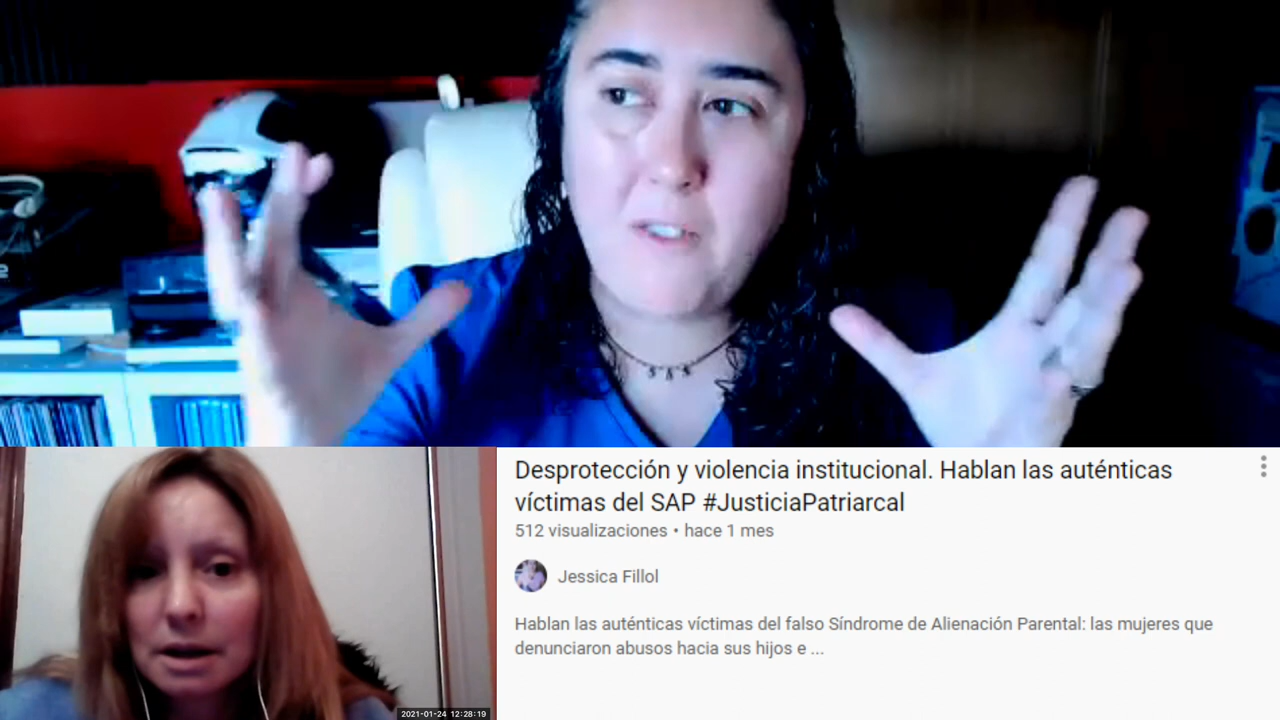 Desprotección y violencia institucional. Hablan las auténticas
víctimas del SAP #JusticiaPatriarcal
512 visualizaciones • hace 1 mes
Jessica Fillol
Hablan las auténticas víctimas del falso Síndrome de Alienación Parental: las mujeres que
denunciaron abusos hacia sus hijos e ...
2021-01-24 12:28:19